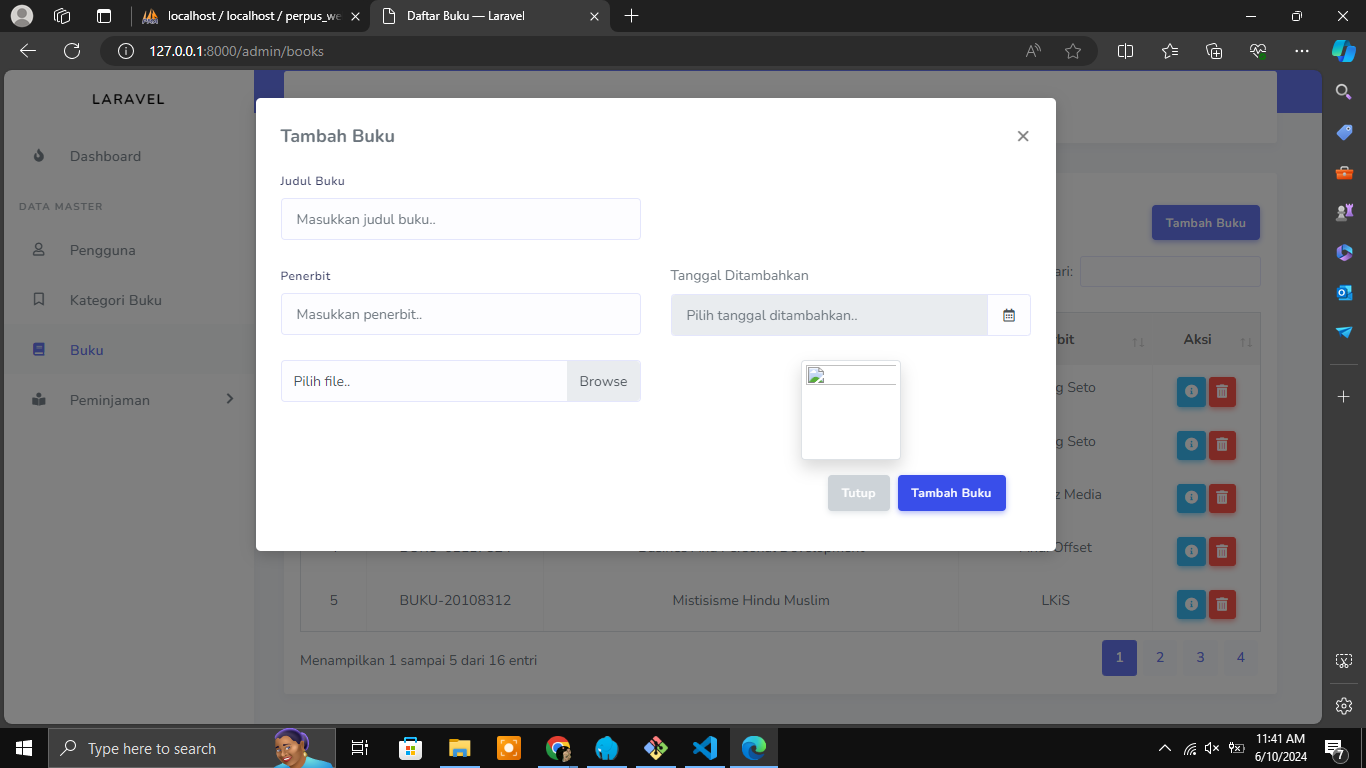 localhost / localhost / perpus_we
Daftar Buku — Laravel
127.0.0.1:8000/admin/books
LARAVEL
Dashboard
DATA MASTER
Pengguna
Kategori Buku
Buku
Peminjaman
Tambah Buku
Judul Buku
Masukkan judul buku..
Penerbit
Masukkan penerbit..
Tanggal Ditambahkan
Pilih tanggal ditambahkan..
Pilih file..
Browse
Tutup
Tambah Buku
Tambah Buku
ari:
bit
Aksi
g Seto
g Seto
z Media
Offset
5
BUKU-20108312
Mistisisme Hindu Muslim
LKiS
Menampilkan 1 sampai 5 dari 16 entri
1 2 3 4
Type here to search
11:41 AM
6/10/2024
7